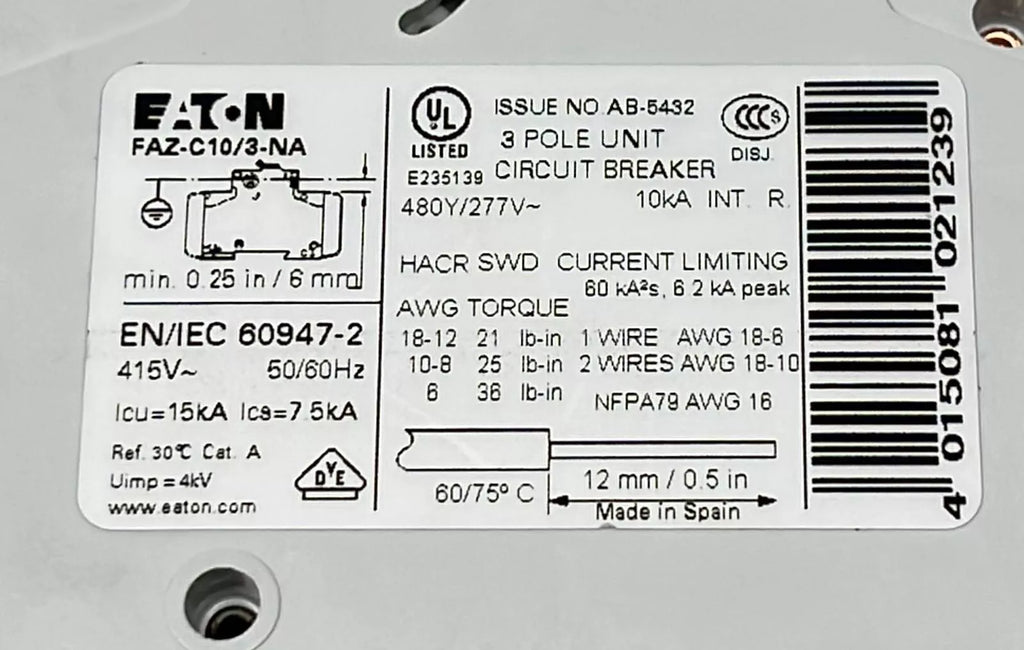 EATON
FAZ-C10/3-NA
min. 0.25 in / 6 mm
EN/IEC 60947-2
415V~ 50/60Hz
Icu=15kA Ics=7.5kA
Ref. 30°C Cat. A
Uimp = 4kV
www.eaton.com
DVE
UL
LISTED
E235139
ISSUE NO. AB-5432
3 POLE UNIT
CIRCUIT BREAKER
CCC S
DISJ.
480Y/277V~ 10kA INT. R.
HACR SWD CURRENT LIMITING
60 kA²s, 6.2 kA peak
AWG TORQUE
18-12 21 lb-in 1 WIRE AWG 18-6
10-8 25 lb-in 2 WIRES AWG 18-10
6 36 lb-in NFPA79 AWG 16
60/75° C
12 mm / 0.5 in
Made in Spain
4 015081 021239